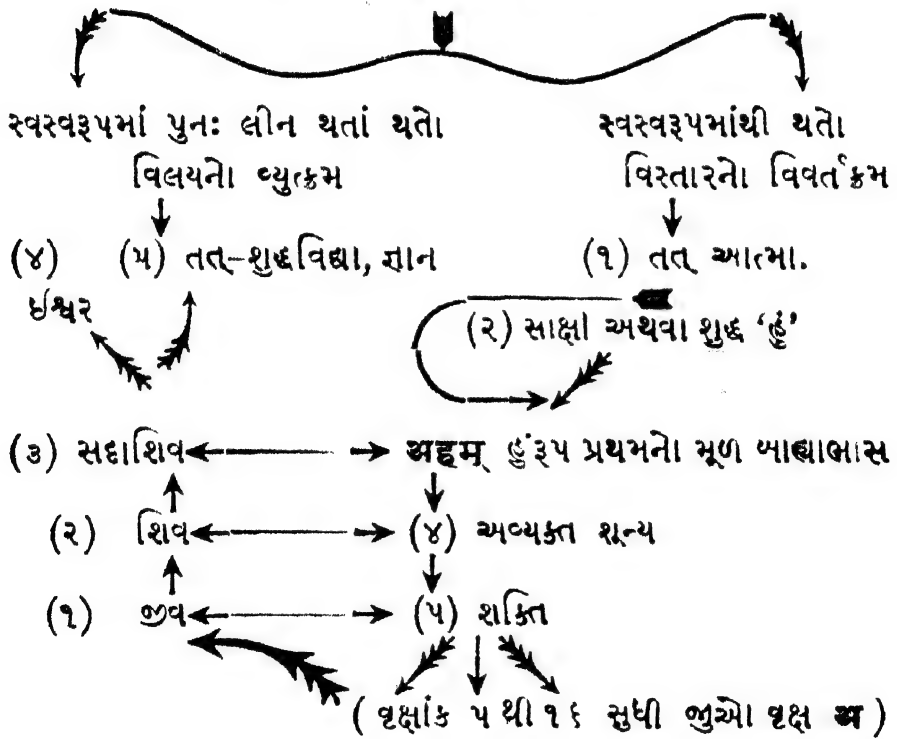 સ્વસ્વરૂપમાં પુનઃ લીન થતાં થતો સ્વસ્વરૂપમાંથી થતો
વિલયનો વ્યુત્ક્રમ વિસ્તારનો વિવર્તક્રમ
(૪) (૫) તત્-શુદ્ધવિદ્યા, જ્ઞાન (૧) તત્ આત્મા.
ઈશ્વર
(૨) સાક્ષી અથવા શુદ્ધ ‘હું’
(૩) સદાશિવ अहम् હુંરૂપ પ્રથમનો મૂળ બાહ્યાભાસ
(૨) શિવ (૪) અવ્યક્ત શૂન્ય
(૧) જીવ (૫) શક્તિ
( વૃક્ષાંક ૫ થી ૧૬ સુધી જીઓ વૃક્ષ अ )